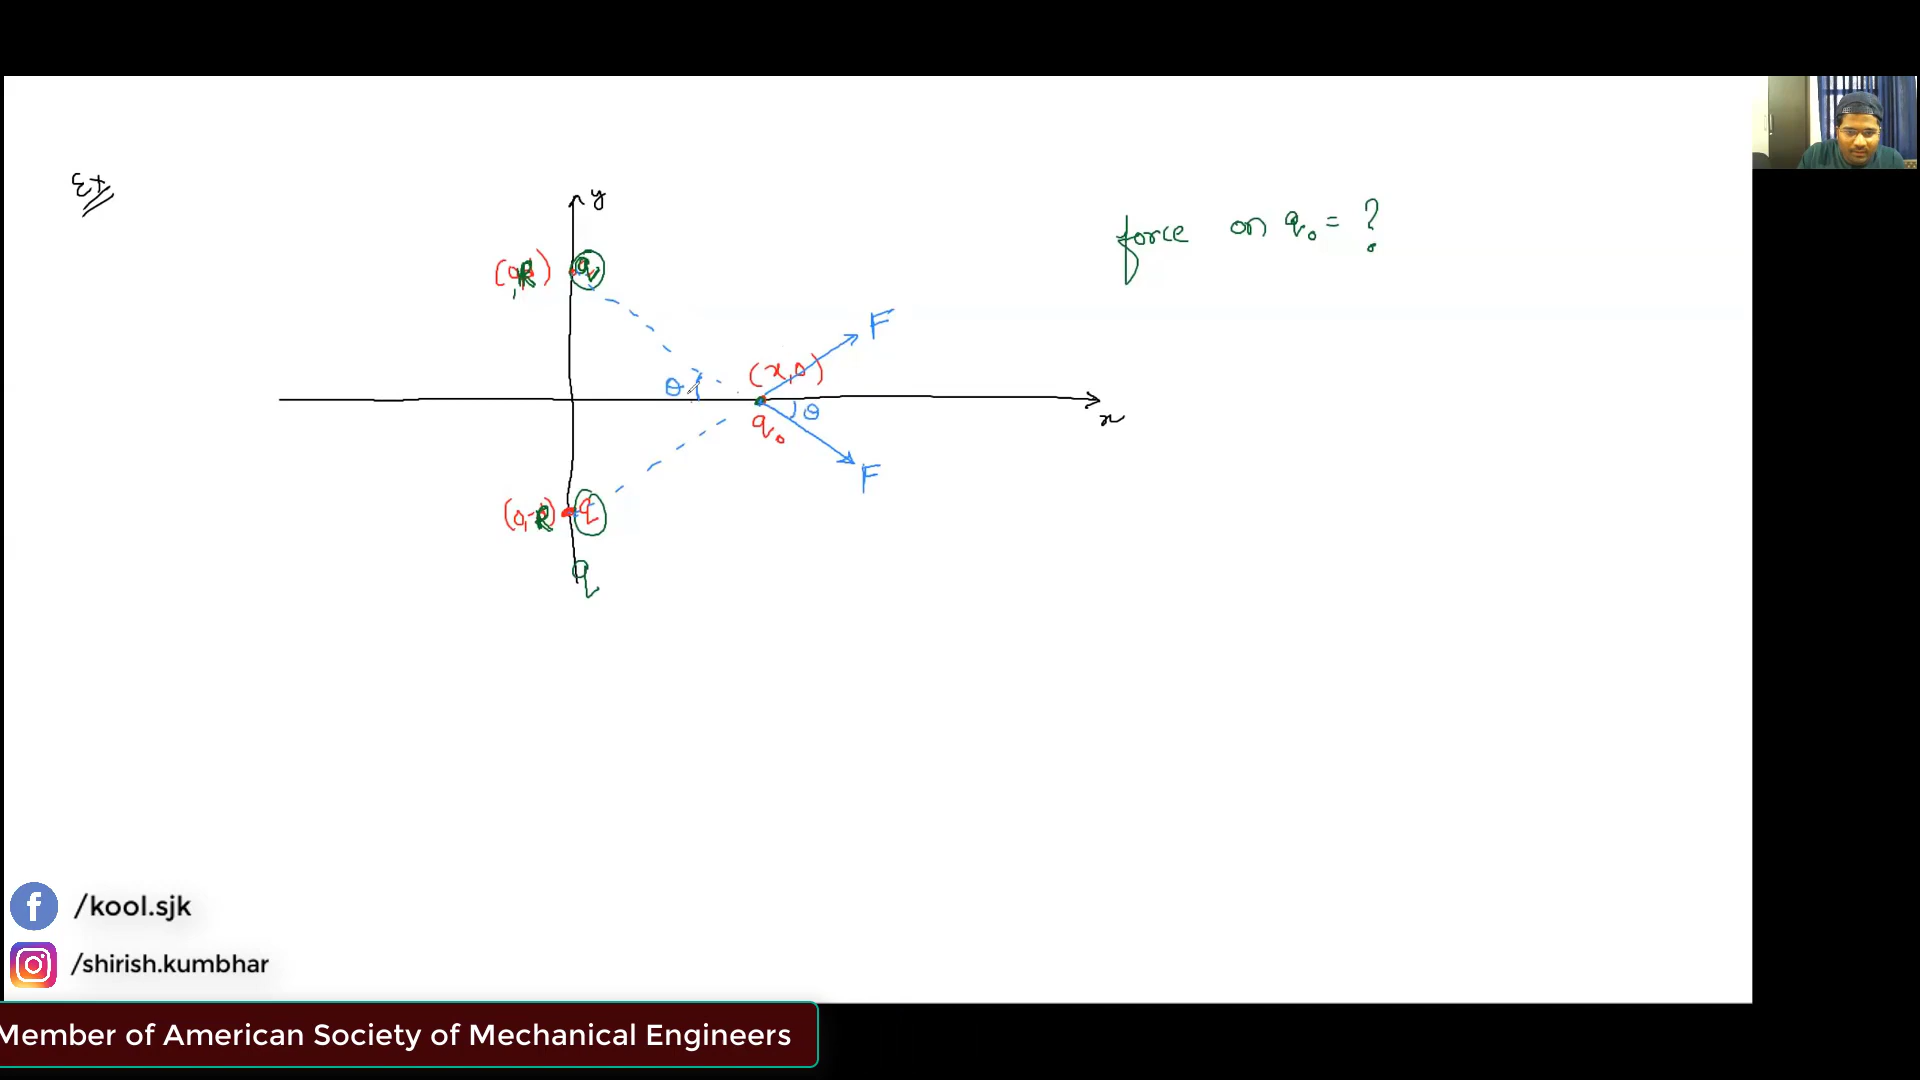 Ex
y
(0,R) q
force on q₀ = ?
F
(x,0)
θ
θ
q₀
x
F
(0,-R) q
q
/kool.sjk
/shirish.kumbhar
Member of American Society of Mechanical Engineers